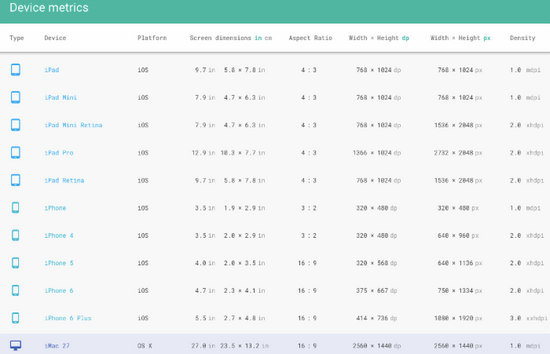 Device metrics
Type Device Platform Screen dimensions in cm Aspect Ratio Width × Height dp Width × Height px Density
iPad iOS 9.7 in 5.8 × 7.8 in 4 : 3 768 × 1024 dp 768 × 1024 px 1.0 mdpi
iPad Mini iOS 7.9 in 4.7 × 6.3 in 4 : 3 768 × 1024 dp 768 × 1024 px 1.0 mdpi
iPad Mini Retina iOS 7.9 in 4.7 × 6.3 in 4 : 3 768 × 1024 dp 1536 × 2048 px 2.0 xhdpi
iPad Pro iOS 12.9 in 10.3 × 7.7 in 4 : 3 1366 × 1024 dp 2732 × 2048 px 2.0 xhdpi
iPad Retina iOS 9.7 in 5.8 × 7.8 in 4 : 3 768 × 1024 dp 1536 × 2048 px 2.0 xhdpi
iPhone iOS 3.5 in 1.9 × 2.9 in 3 : 2 320 × 480 dp 320 × 480 px 1.0 mdpi
iPhone 4 iOS 3.5 in 2.0 × 2.9 in 3 : 2 320 × 480 dp 640 × 960 px 2.0 xhdpi
iPhone 5 iOS 4.0 in 2.0 × 3.5 in 16 : 9 320 × 568 dp 640 × 1136 px 2.0 xhdpi
iPhone 6 iOS 4.7 in 2.3 × 4.1 in 16 : 9 375 × 667 dp 750 × 1334 px 2.0 xhdpi
iPhone 6 Plus iOS 5.5 in 2.7 × 4.8 in 16 : 9 414 × 736 dp 1080 × 1920 px 3.0 xxhdpi
iMac 27 OS X 27.0 in 23.5 × 13.2 in 16 : 9 2560 × 1440 dp 2560 × 1440 px 1.0 mdpi